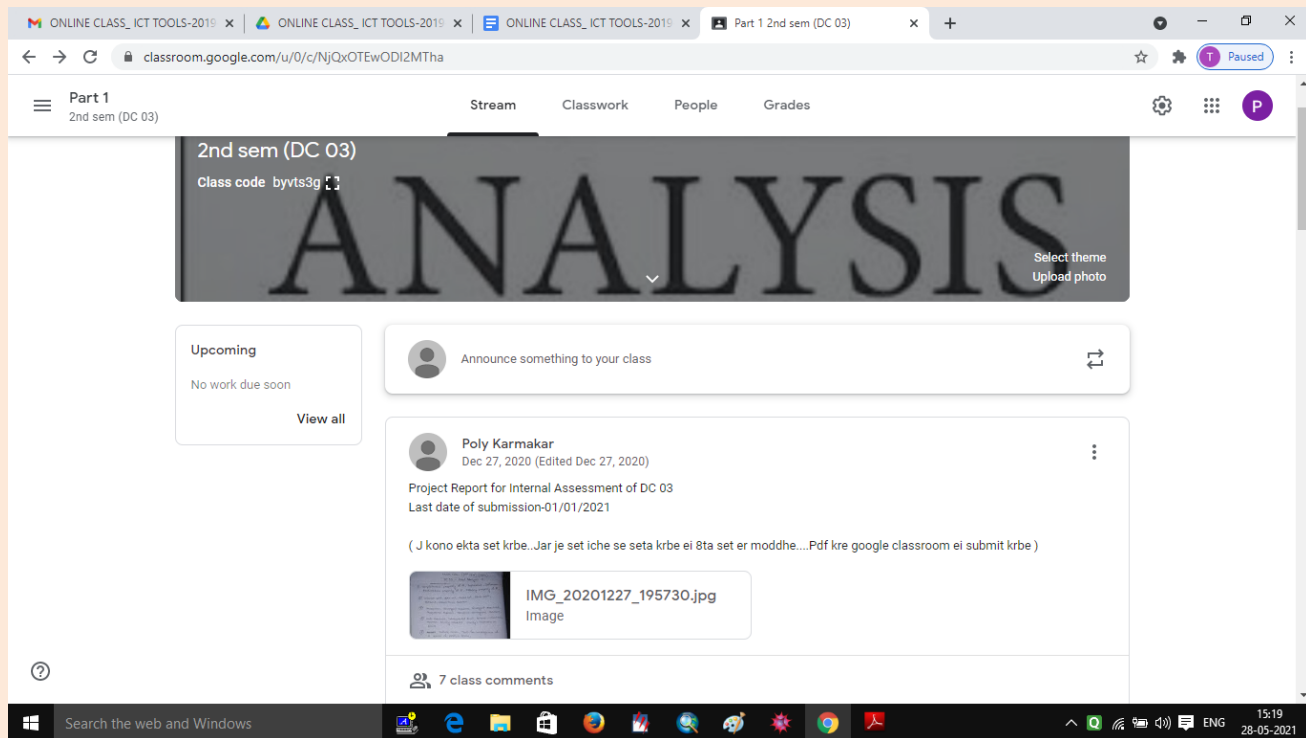 ONLINE CLASS_ ICT TOOLS-2019
ONLINE CLASS_ ICT TOOLS-2019
ONLINE CLASS_ ICT TOOLS-2019
Part 1 2nd sem (DC 03)
classroom.google.com/u/0/c/NjQxOTEwODI2MTha
T Paused
Part 1
2nd sem (DC 03)
Stream Classwork People Grades
P
2nd sem (DC 03)
Class code byvts3g
ANALYSIS
Select theme
Upload photo
Upcoming
No work due soon
View all
Announce something to your class
Poly Karmakar
Dec 27, 2020 (Edited Dec 27, 2020)
Project Report for Internal Assessment of DC 03
Last date of submission-01/01/2021
( J kono ekta set krbe..Jar je set iche se seta krbe ei 8ta set er moddhe....Pdf kre google classroom ei submit krbe )
IMG_20201227_195730.jpg
Image
7 class comments
Search the web and Windows
ENG
15:19
28-05-2021